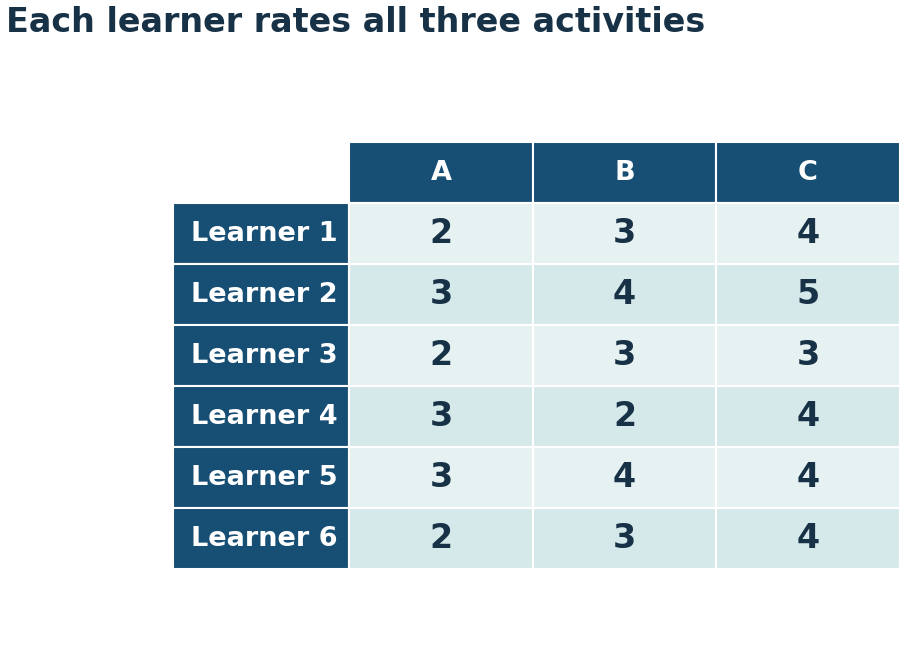 Each learner rates all three activities
A B C
Learner 1 2 3 4
Learner 2 3 4 5
Learner 3 2 3 3
Learner 4 3 2 4
Learner 5 3 4 4
Learner 6 2 3 4